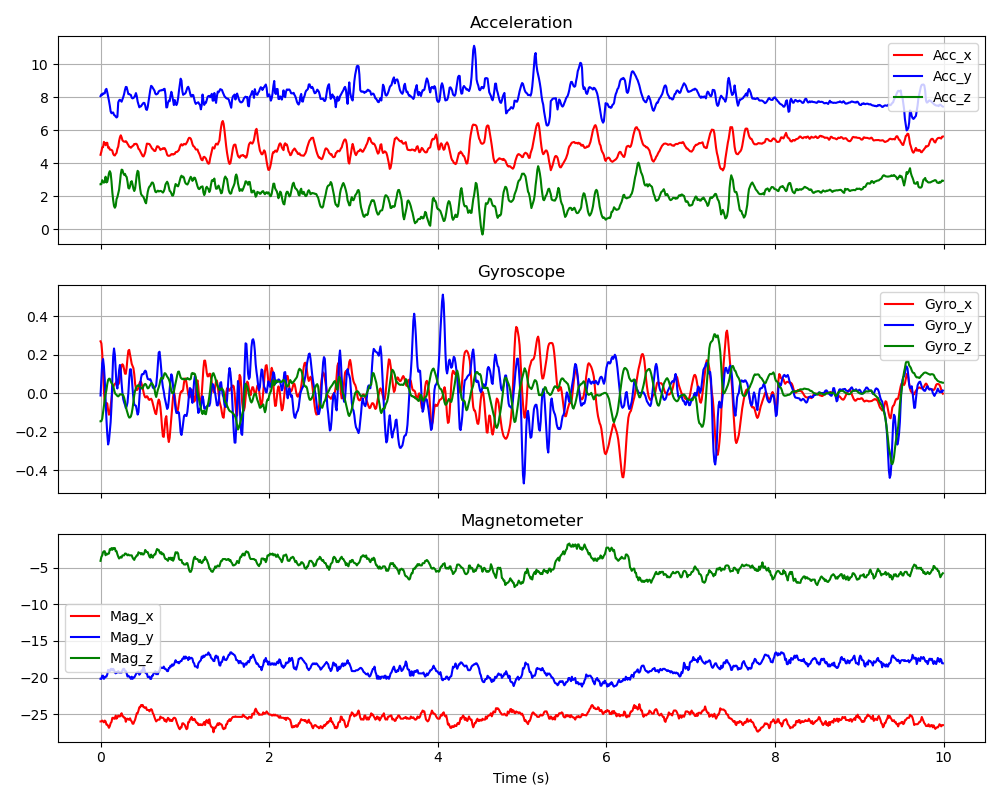 Acceleration
10
8
6
4
2
0
Acc_x
Acc_y
Acc_z
Gyroscope
0.4
0.2
0.0
−0.2
−0.4
Gyro_x
Gyro_y
Gyro_z
Magnetometer
−5
−10
−15
−20
−25
Mag_x
Mag_y
Mag_z
0 2 4 6 8 10
Time (s)